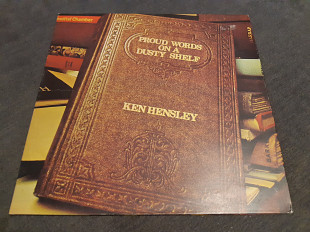 PROUD WORDS
ON A
DUSTY SHELF
KEN HENSLEY